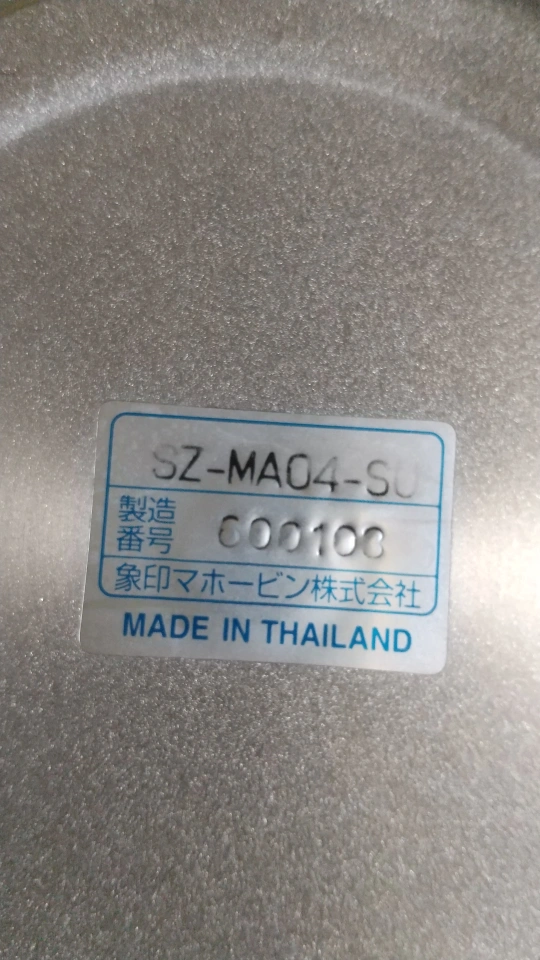 SZ-MA04-SU
製造
番号
600103
象印マホービン株式会社
MADE IN THAILAND